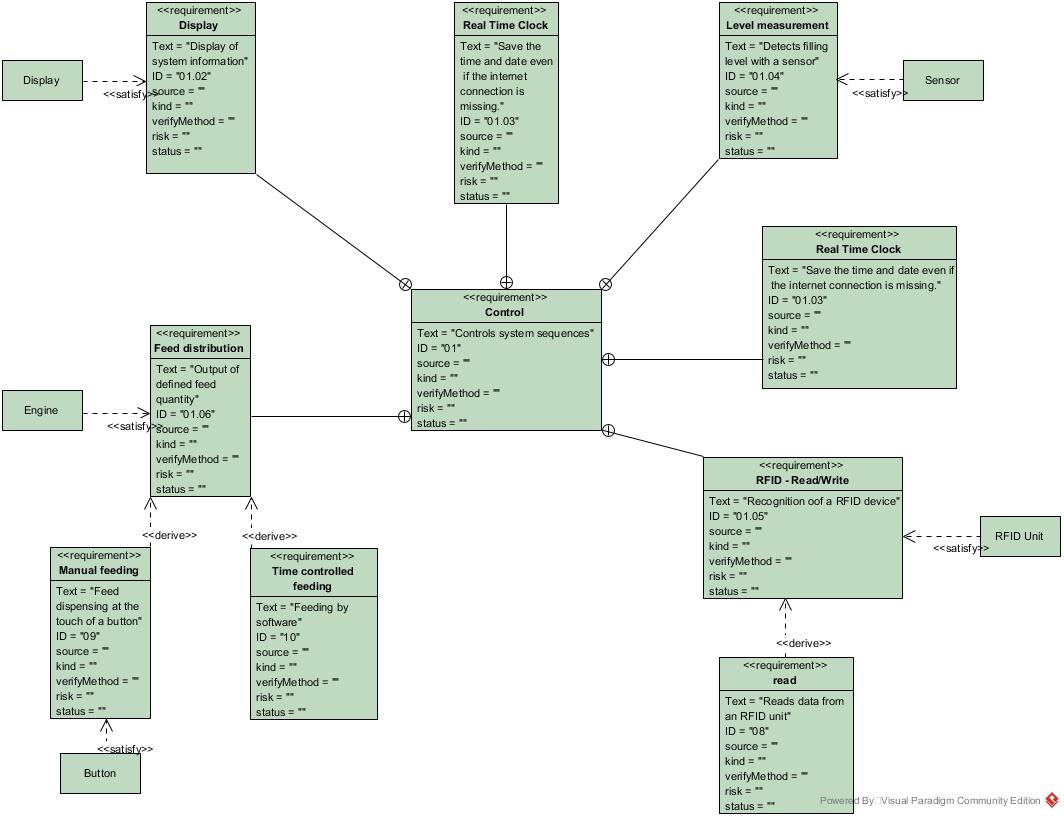 <<requirement>>
Display
Text = "Display of
system information"
ID = "01.02"
source = ""
kind = ""
verifyMethod = ""
risk = ""
status = ""
<<requirement>>
Real Time Clock
Text = "Save the
time and date even
if the internet
connection is
missing."
ID = "01.03"
source = ""
kind = ""
verifyMethod = ""
risk = ""
status = ""
<<requirement>>
Level measurement
Text = "Detects filling
level with a sensor"
ID = "01.04"
source = ""
kind = ""
verifyMethod = ""
risk = ""
status = ""
Display
<<satisfy>>
Sensor
<<satisfy>>
<<requirement>>
Real Time Clock
Text = "Save the time and date even if
the internet connection is missing."
ID = "01.03"
source = ""
kind = ""
verifyMethod = ""
risk = ""
status = ""
<<requirement>>
Control
Text = "Controls system sequences"
ID = "01"
source = ""
kind = ""
verifyMethod = ""
risk = ""
status = ""
<<requirement>>
Feed distribution
Text = "Output of
defined feed
quantity"
ID = "01.06"
source = ""
kind = ""
verifyMethod = ""
risk = ""
status = ""
Engine
<<satisfy>>
<<requirement>>
RFID - Read/Write
Text = "Recognition oof a RFID device"
ID = "01.05"
source = ""
kind = ""
verifyMethod = ""
risk = ""
status = ""
RFID Unit
<<satisfy>>
<<derive>>
<<derive>>
<<requirement>>
Manual feeding
Text = "Feed
dispensing at the
touch of a button"
ID = "09"
source = ""
kind = ""
verifyMethod = ""
risk = ""
status = ""
<<requirement>>
Time controlled
feeding
Text = "Feeding by
software"
ID = "10"
source = ""
kind = ""
verifyMethod = ""
risk = ""
status = ""
<<derive>>
<<requirement>>
read
Text = "Reads data from
an RFID unit"
ID = "08"
source = ""
kind = ""
verifyMethod = ""
risk = ""
status = ""
<<satisfy>>
Button
Powered By Visual Paradigm Community Edition